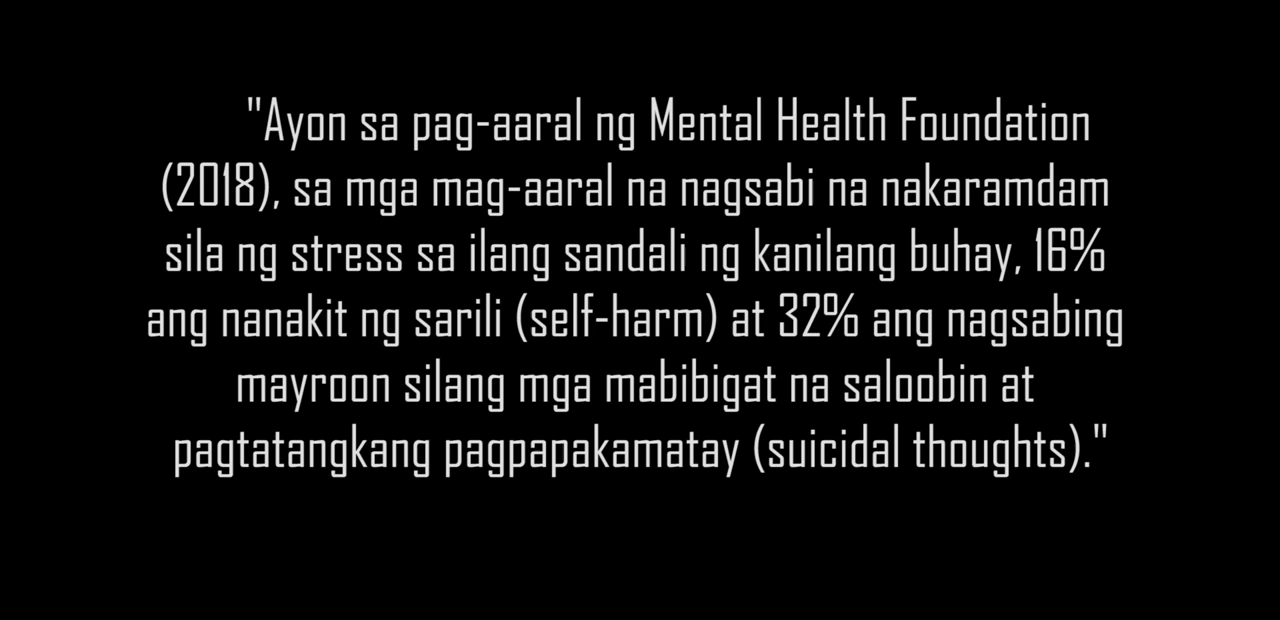 "Ayon sa pag-aaral ng Mental Health Foundation
(2018), sa mga mag-aaral na nagsabi na nakaramdam
sila ng stress sa ilang sandali ng kanilang buhay, 16%
ang nanakit ng sarili (self-harm) at 32% ang nagsabing
mayroon silang mga mabibigat na saloobin at
pagtatangkang pagpapakamatay (suicidal thoughts)."